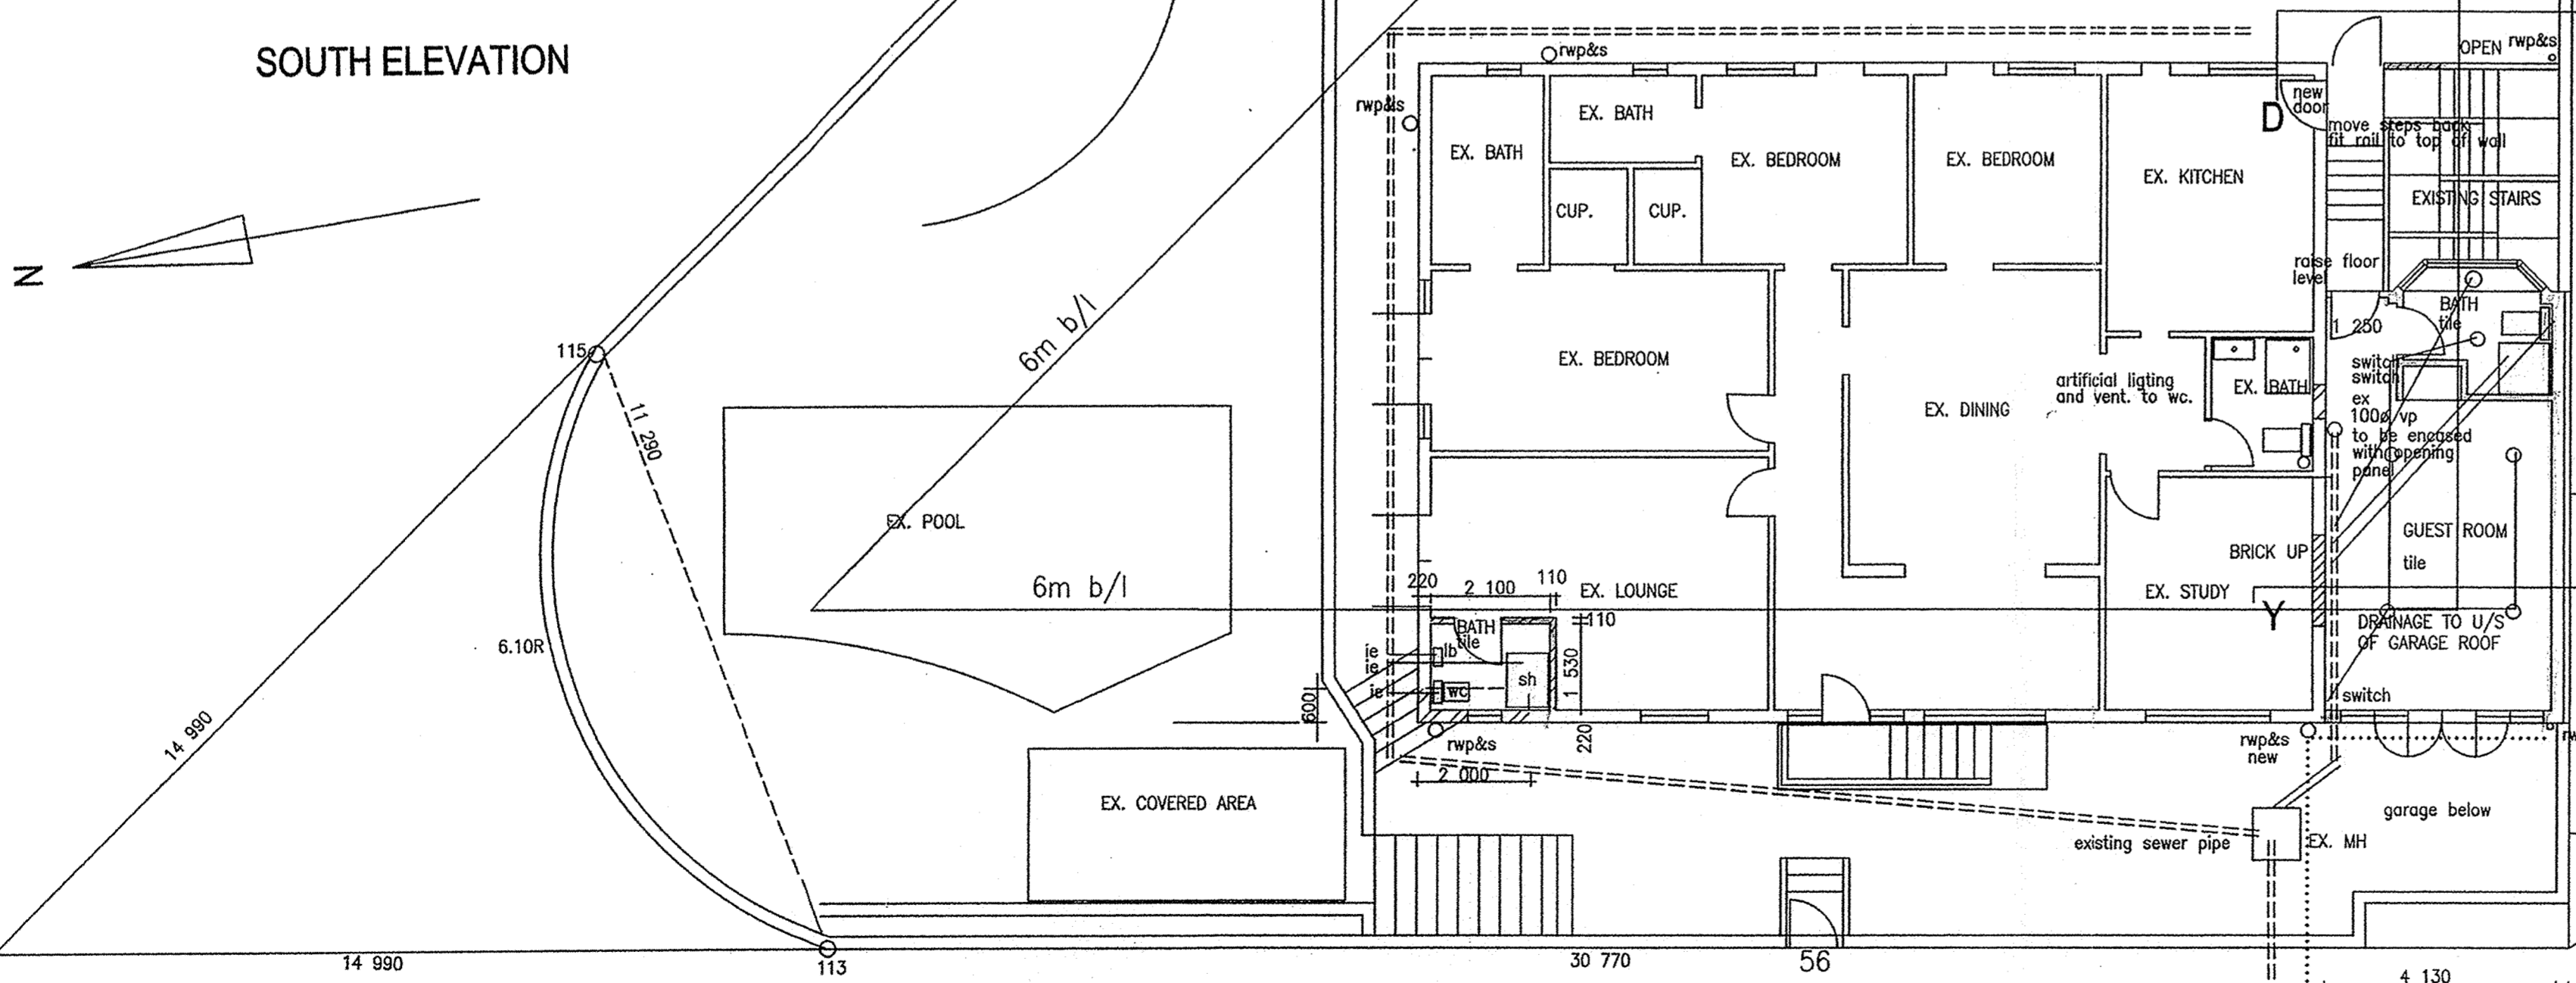 SOUTH ELEVATION
N
115
11 290
6m b/l
6m b/l
EX. POOL
6.10R
14 990
14 990
113
EX. COVERED AREA
600
rwp&s
rwp&s
EX. BATH
EX. BATH
CUP.
CUP.
EX. BEDROOM
EX. BEDROOM
EX. KITCHEN
OPEN
rwp&s
new
door
D
move steps back
fit rail to top of wall
EXISTING STAIRS
raise floor
level
BATH
tile
1 250
switch
switch
ex
100ø vp
to be encased
with opening
panel
EX. BEDROOM
EX. DINING
artificial ligting
and vent. to wc.
EX. BATH
GUEST ROOM
tile
BRICK UP
EX. LOUNGE
EX. STUDY
Y
DRAINAGE TO U/S
OF GARAGE ROOF
220
2 100
110
110
BATH
tile
lb
ie
ie
ie
wc
sh
1 530
220
rwp&s
2 000
switch
rwp&s
new
rw
garage below
existing sewer pipe
EX. MH
30 770
56
4 130